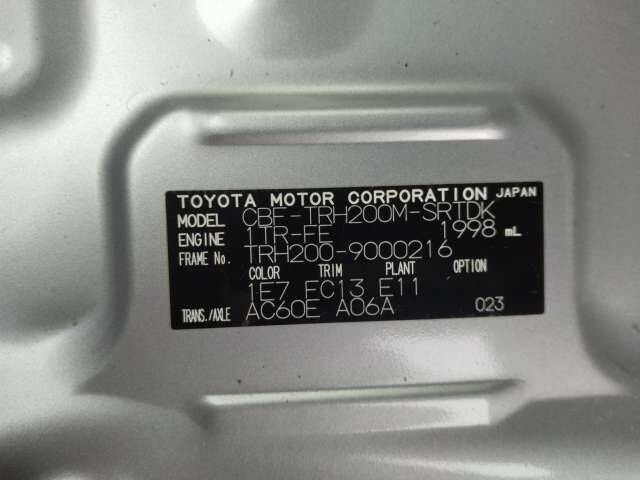 TOYOTA MOTOR CORPORATION JAPAN
MODEL CBF-TRH200M-SRTDK
ENGINE 1TR-FE 1998 mL
FRAME No. TRH200-9000216
COLOR TRIM PLANT OPTION
1E7 FC13 E11
TRANS./AXLE AC60E A06A 023